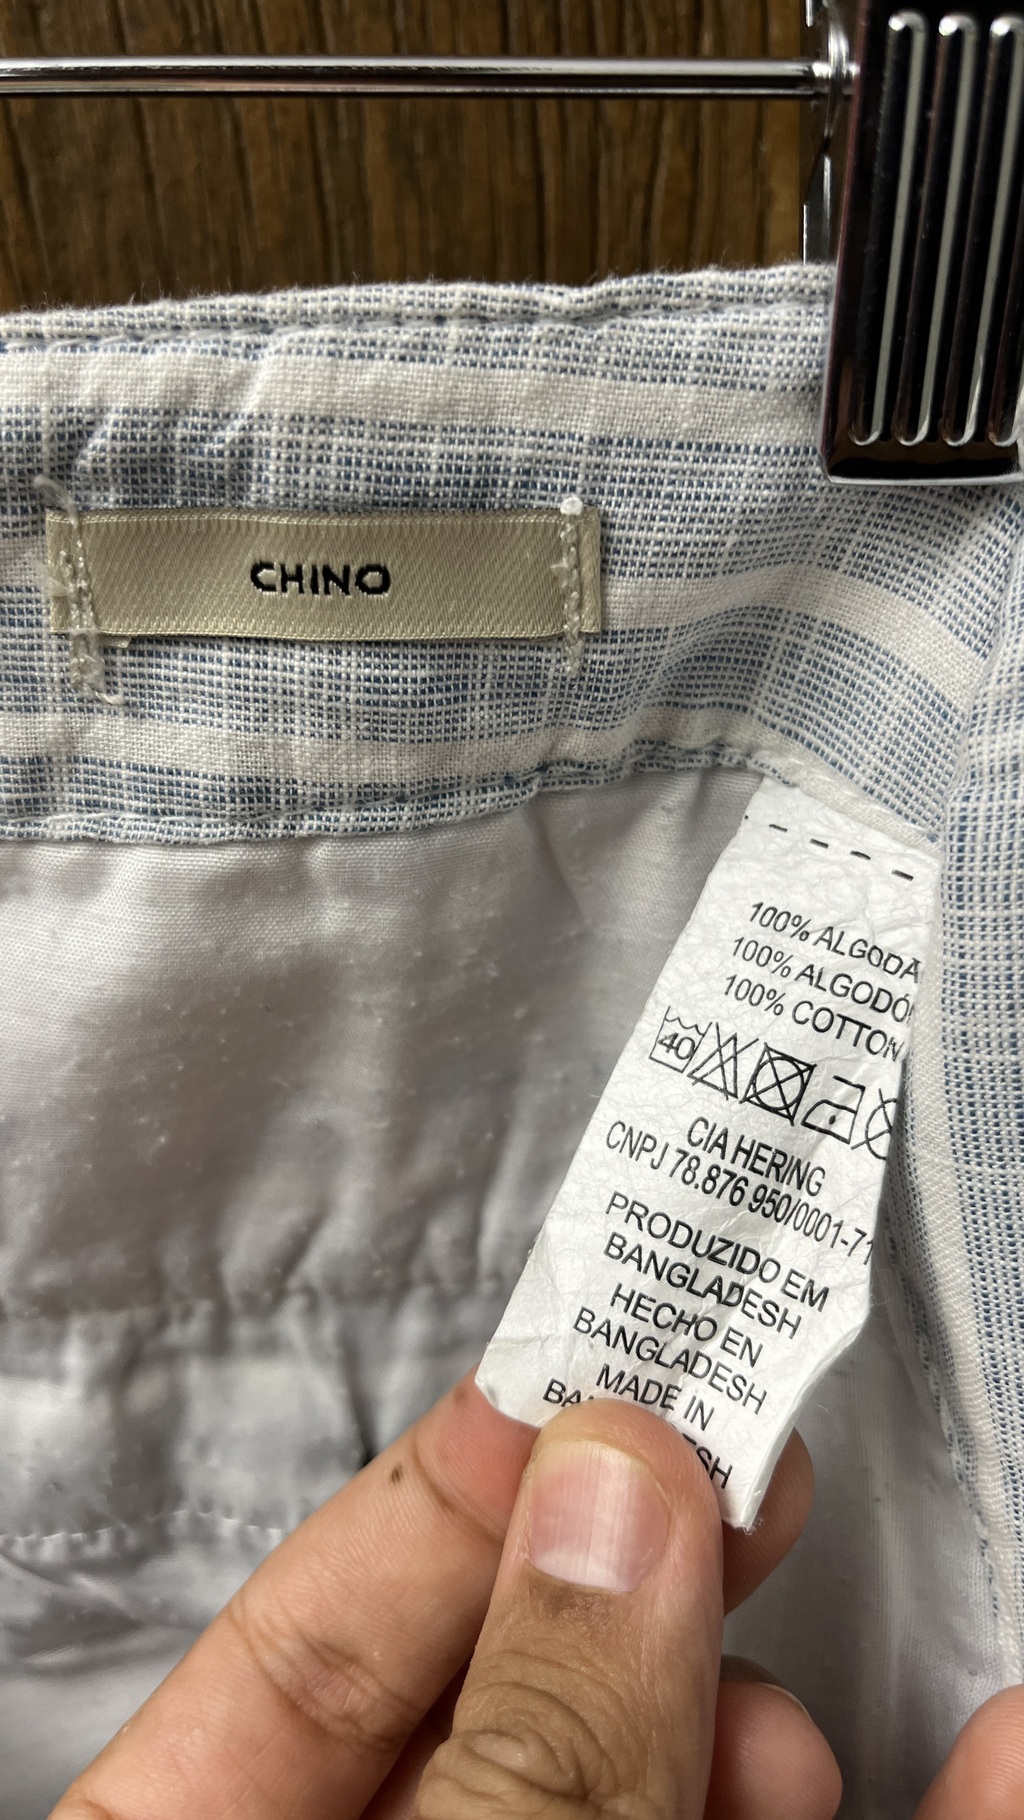 CHINO
100% ALGODÃ
100% ALGODÓ
100% COTTON
40
CIA HERING
CNPJ 78.876.950/0001-71
PRODUZIDO EM
BANGLADESH
HECHO EN
BANGLADESH
MADE IN